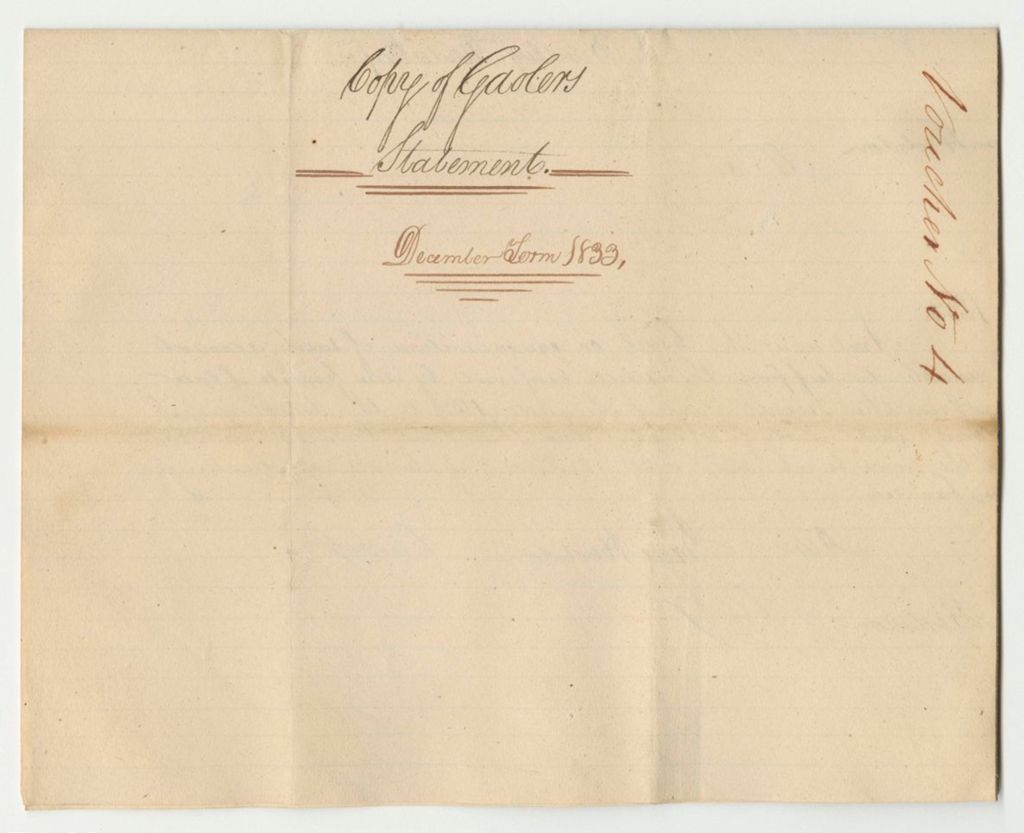 Copy of Gaolers
Statement.
December Term 1833,
Voucher No 4